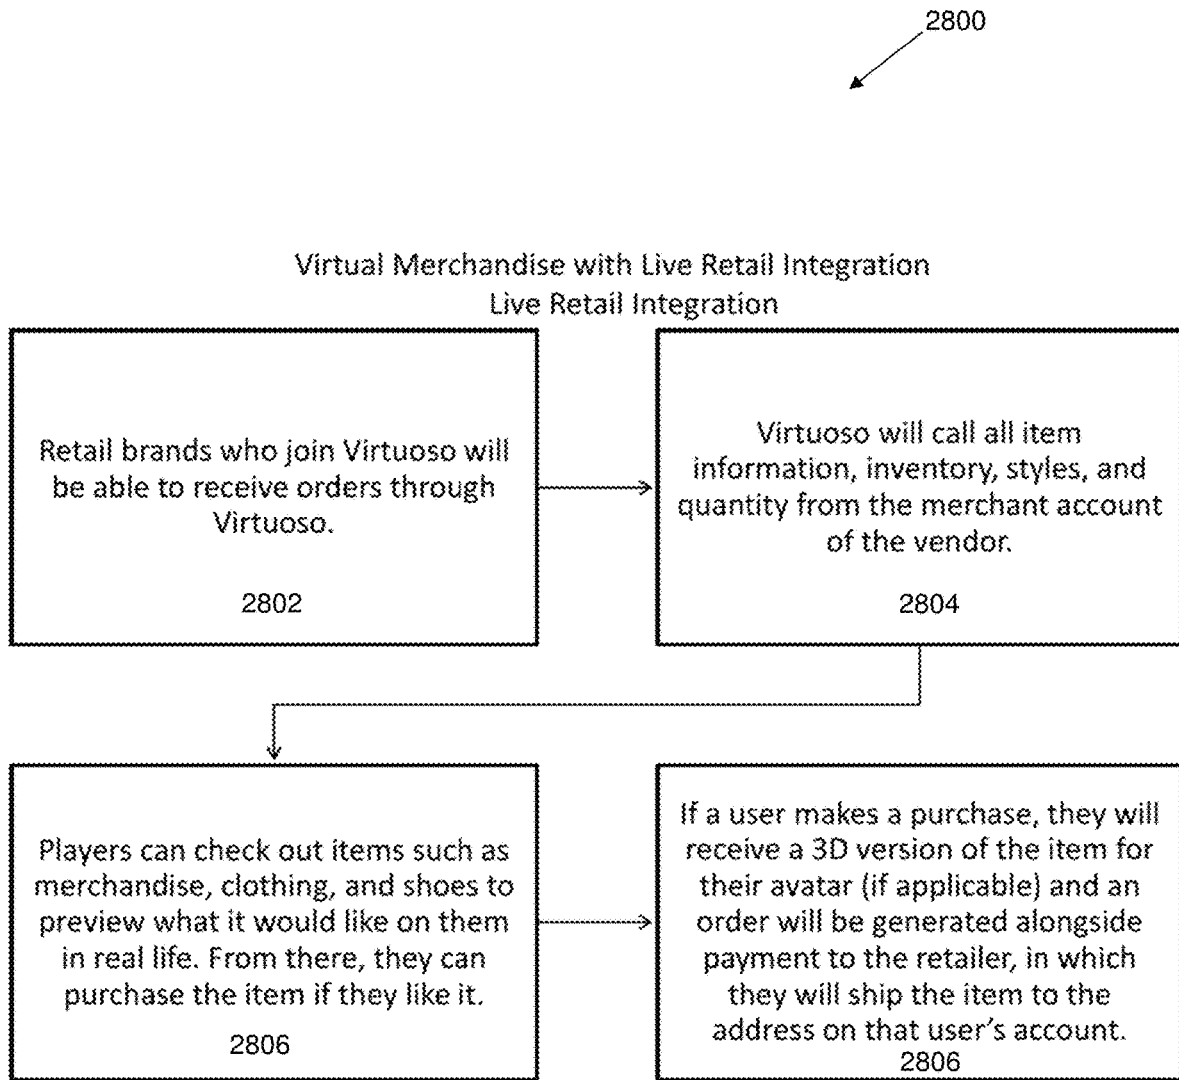 2800
Virtual Merchandise with Live Retail Integration
Live Retail Integration
Retail brands who join Virtuoso will
be able to receive orders through
Virtuoso.
2802
Virtuoso will call all item
information, inventory, styles, and
quantity from the merchant account
of the vendor.
2804
Players can check out items such as
merchandise, clothing, and shoes to
preview what it would like on them
in real life. From there, they can
purchase the item if they like it.
2806
If a user makes a purchase, they will
receive a 3D version of the item for
their avatar (if applicable) and an
order will be generated alongside
payment to the retailer, in which
they will ship the item to the
address on that user's account.
2806